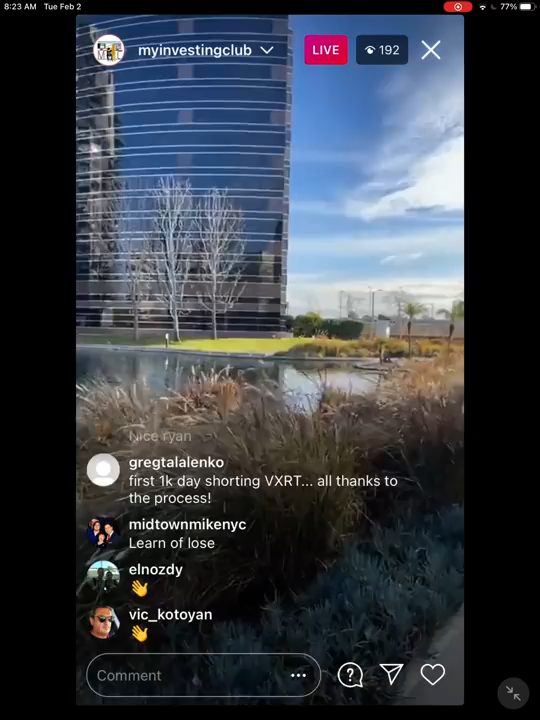 8:23 AM Tue Feb 2
77%
myinvestingclub
LIVE
192
Nice ryan
gregtalalenko
first 1k day shorting VXRT... all thanks to
the process!
midtownmikenyc
Learn of lose
elnozdy
👋
vic_kotoyan
👋
Comment